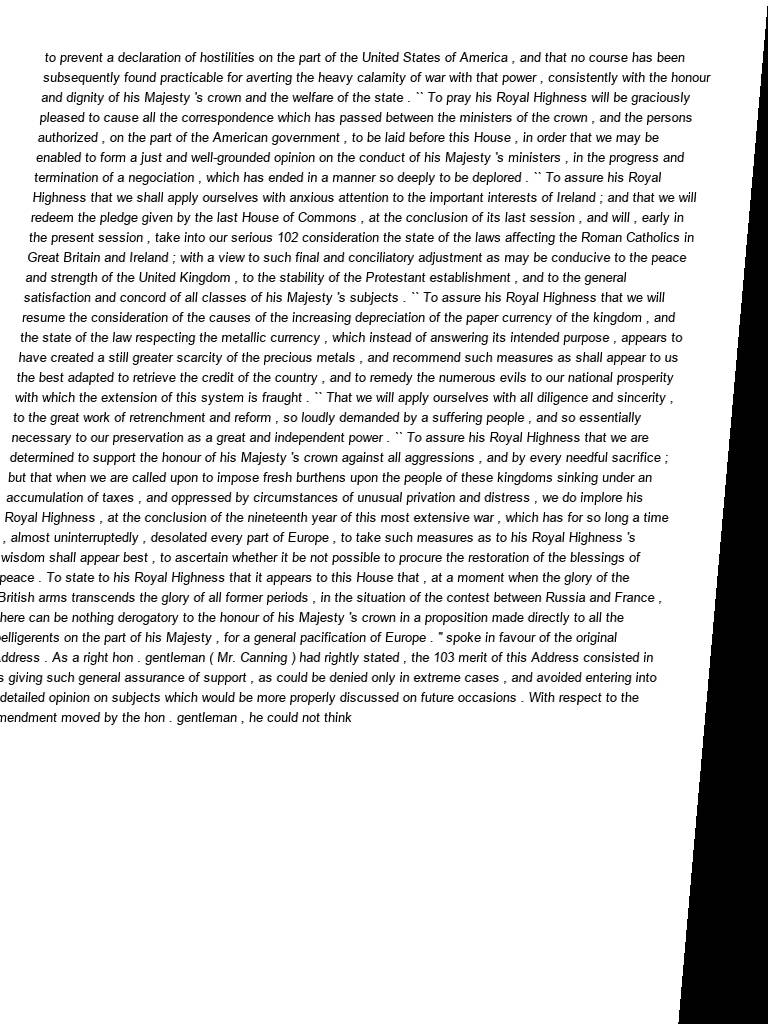 to prevent a declaration of hostilities on the part of the United States of America , and that no course has been
subsequently found practicable for averting the heavy calamity of war with that power , consistently with the honour
and dignity of his Majesty 's crown and the welfare of the state . `` To pray his Royal Highness will be graciously
pleased to cause all the correspondence which has passed between the ministers of the crown , and the persons
authorized , on the part of the American government , to be laid before this House , in order that we may be
enabled to form a just and well-grounded opinion on the conduct of his Majesty 's ministers , in the progress and
termination of a negociation , which has ended in a manner so deeply to be deplored . `` To assure his Royal
Highness that we shall apply ourselves with anxious attention to the important interests of Ireland ; and that we will
redeem the pledge given by the last House of Commons , at the conclusion of its last session , and will , early in
the present session , take into our serious 102 consideration the state of the laws affecting the Roman Catholics in
Great Britain and Ireland ; with a view to such final and conciliatory adjustment as may be conducive to the peace
and strength of the United Kingdom , to the stability of the Protestant establishment , and to the general
satisfaction and concord of all classes of his Majesty 's subjects . `` To assure his Royal Highness that we will
resume the consideration of the causes of the increasing depreciation of the paper currency of the kingdom , and
the state of the law respecting the metallic currency , which instead of answering its intended purpose , appears to
have created a still greater scarcity of the precious metals , and recommend such measures as shall appear to us
the best adapted to retrieve the credit of the country , and to remedy the numerous evils to our national prosperity
with which the extension of this system is fraught . `` That we will apply ourselves with all diligence and sincerity ,
to the great work of retrenchment and reform , so loudly demanded by a suffering people , and so essentially
necessary to our preservation as a great and independent power . `` To assure his Royal Highness that we are
determined to support the honour of his Majesty 's crown against all aggressions , and by every needful sacrifice ;
but that when we are called upon to impose fresh burthens upon the people of these kingdoms sinking under an
accumulation of taxes , and oppressed by circumstances of unusual privation and distress , we do implore his
Royal Highness , at the conclusion of the nineteenth year of this most extensive war , which has for so long a time
, almost uninterruptedly , desolated every part of Europe , to take such measures as to his Royal Highness 's
wisdom shall appear best , to ascertain whether it be not possible to procure the restoration of the blessings of
peace . To state to his Royal Highness that it appears to this House that , at a moment when the glory of the
British arms transcends the glory of all former periods , in the situation of the contest between Russia and France ,
here can be nothing derogatory to the honour of his Majesty 's crown in a proposition made directly to all the
elligerents on the part of his Majesty , for a general pacification of Europe . " spoke in favour of the original
ddress . As a right hon . gentleman ( Mr. Canning ) had rightly stated , the 103 merit of this Address consisted in
s giving such general assurance of support , as could be denied only in extreme cases , and avoided entering into
detailed opinion on subjects which would be more properly discussed on future occasions . With respect to the
mendment moved by the hon . gentleman , he could not think